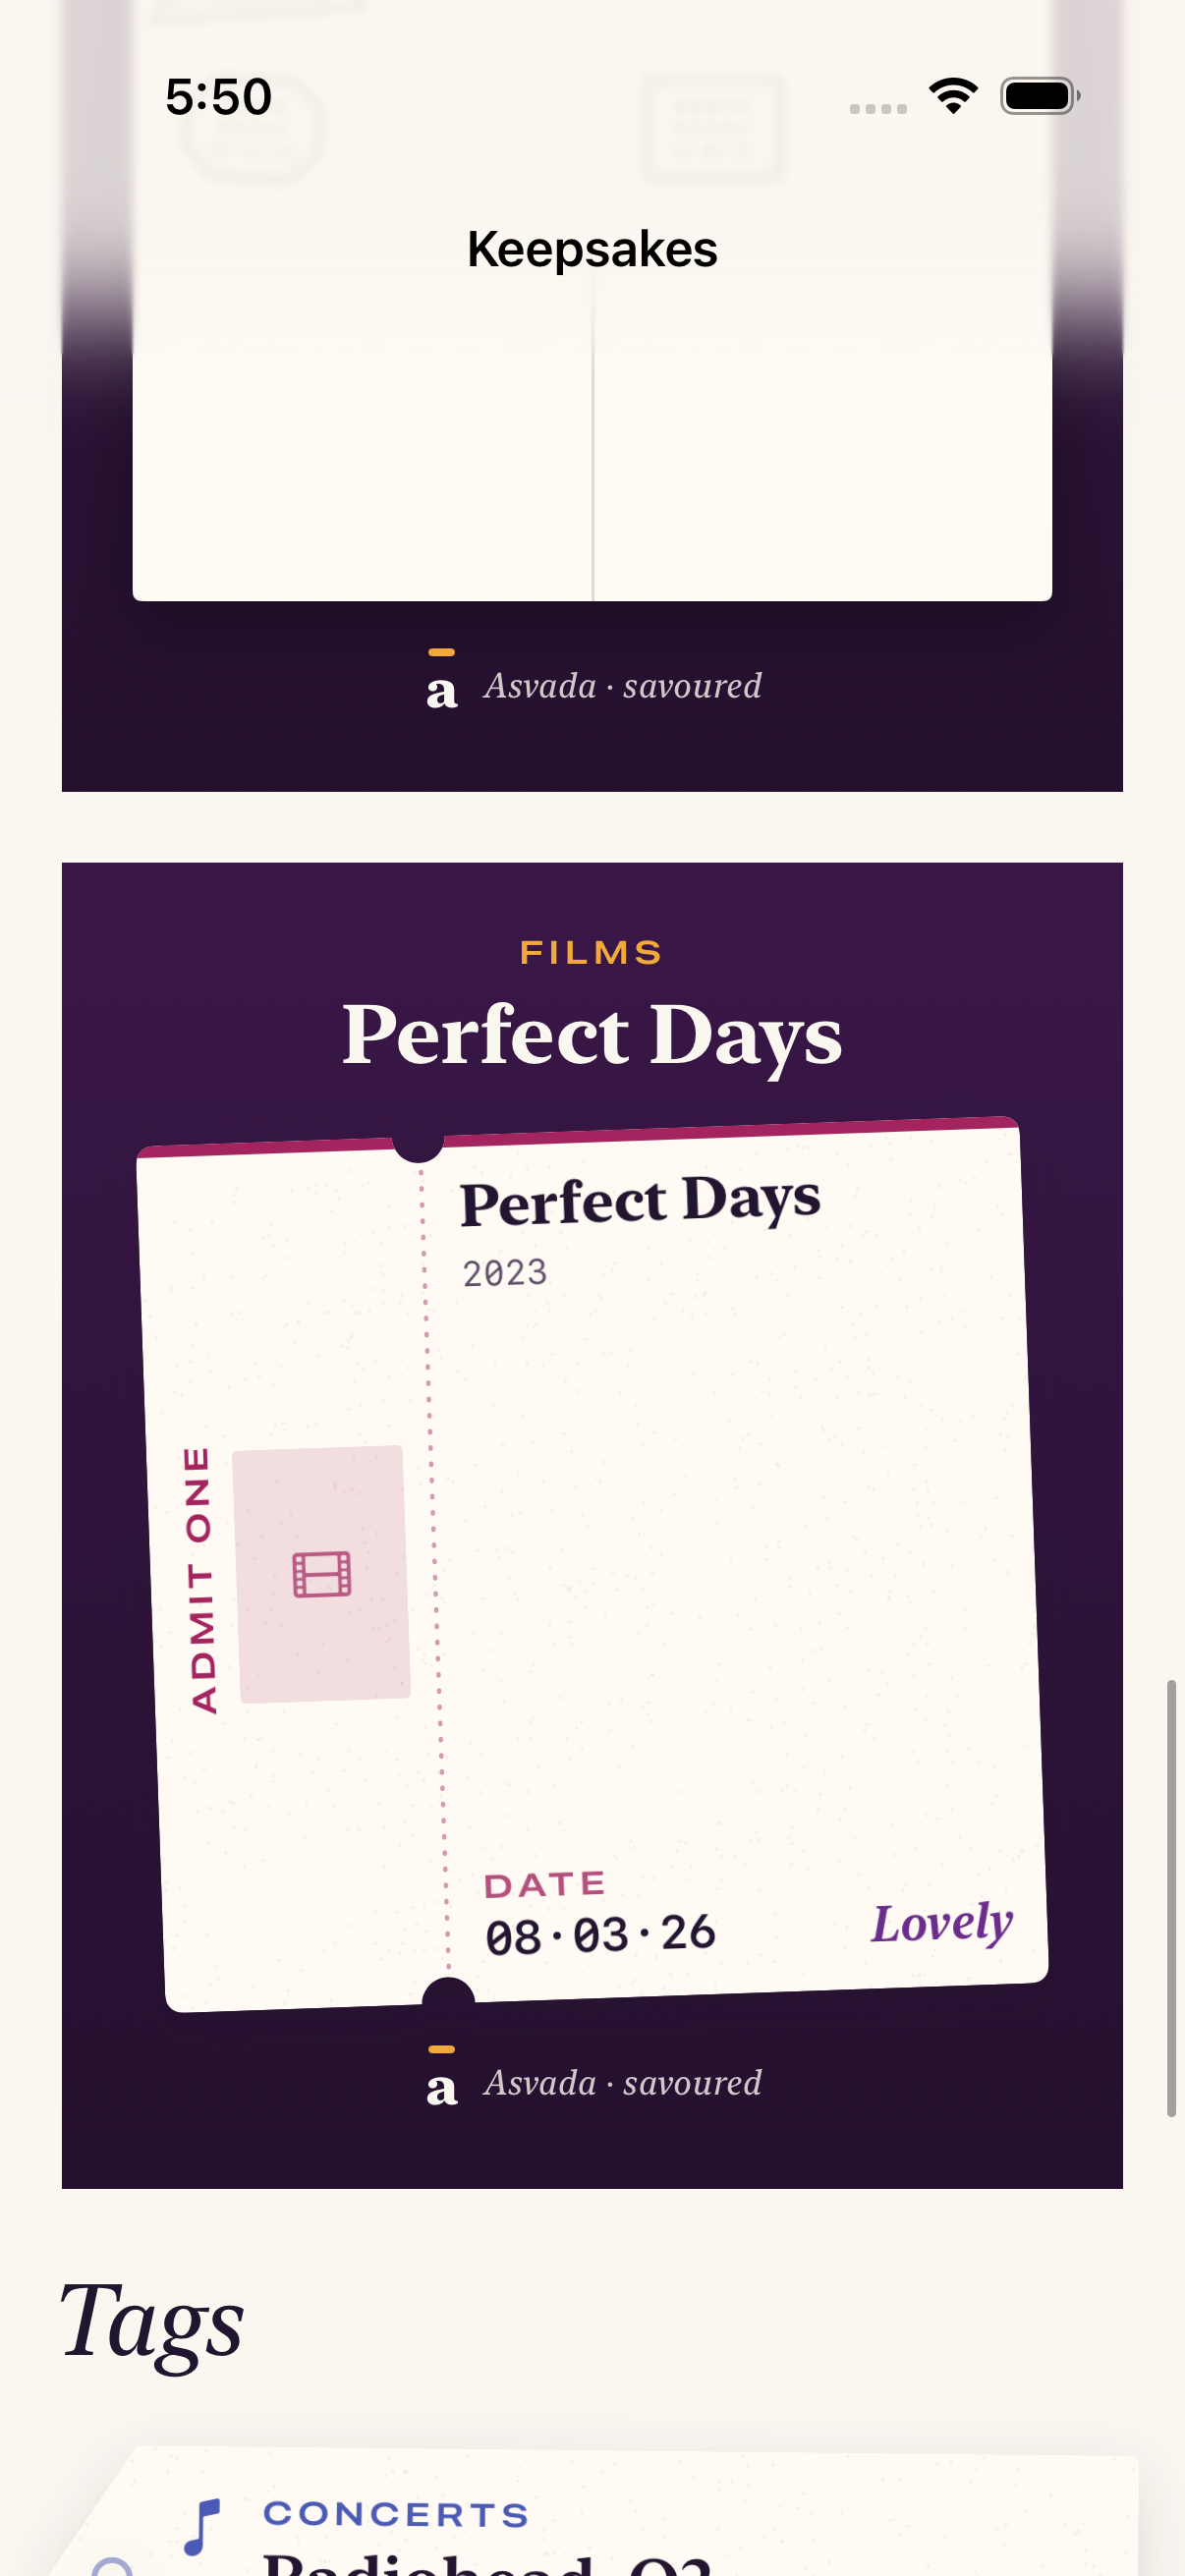 5:50
Keepsakes
ā Asvada · savoured
FILMS
Perfect Days
Perfect Days
2023
ADMIT ONE
DATE
08·03·26
Lovely
ā Asvada · savoured
Tags
CONCERTS